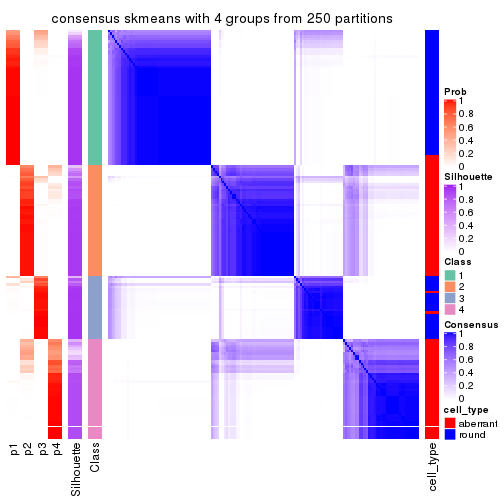 consensus skmeans with 4 groups from 250 partitions
Prob
1
0.8
0.6
0.4
0.2
0
Silhouette
1
0.8
0.6
0.4
0.2
0
Class
1
2
3
4
Consensus
1
0.8
0.6
0.4
0.2
0
cell_type
aberrant
round
p1
p2
p3
p4
Silhouette
Class
cell_type